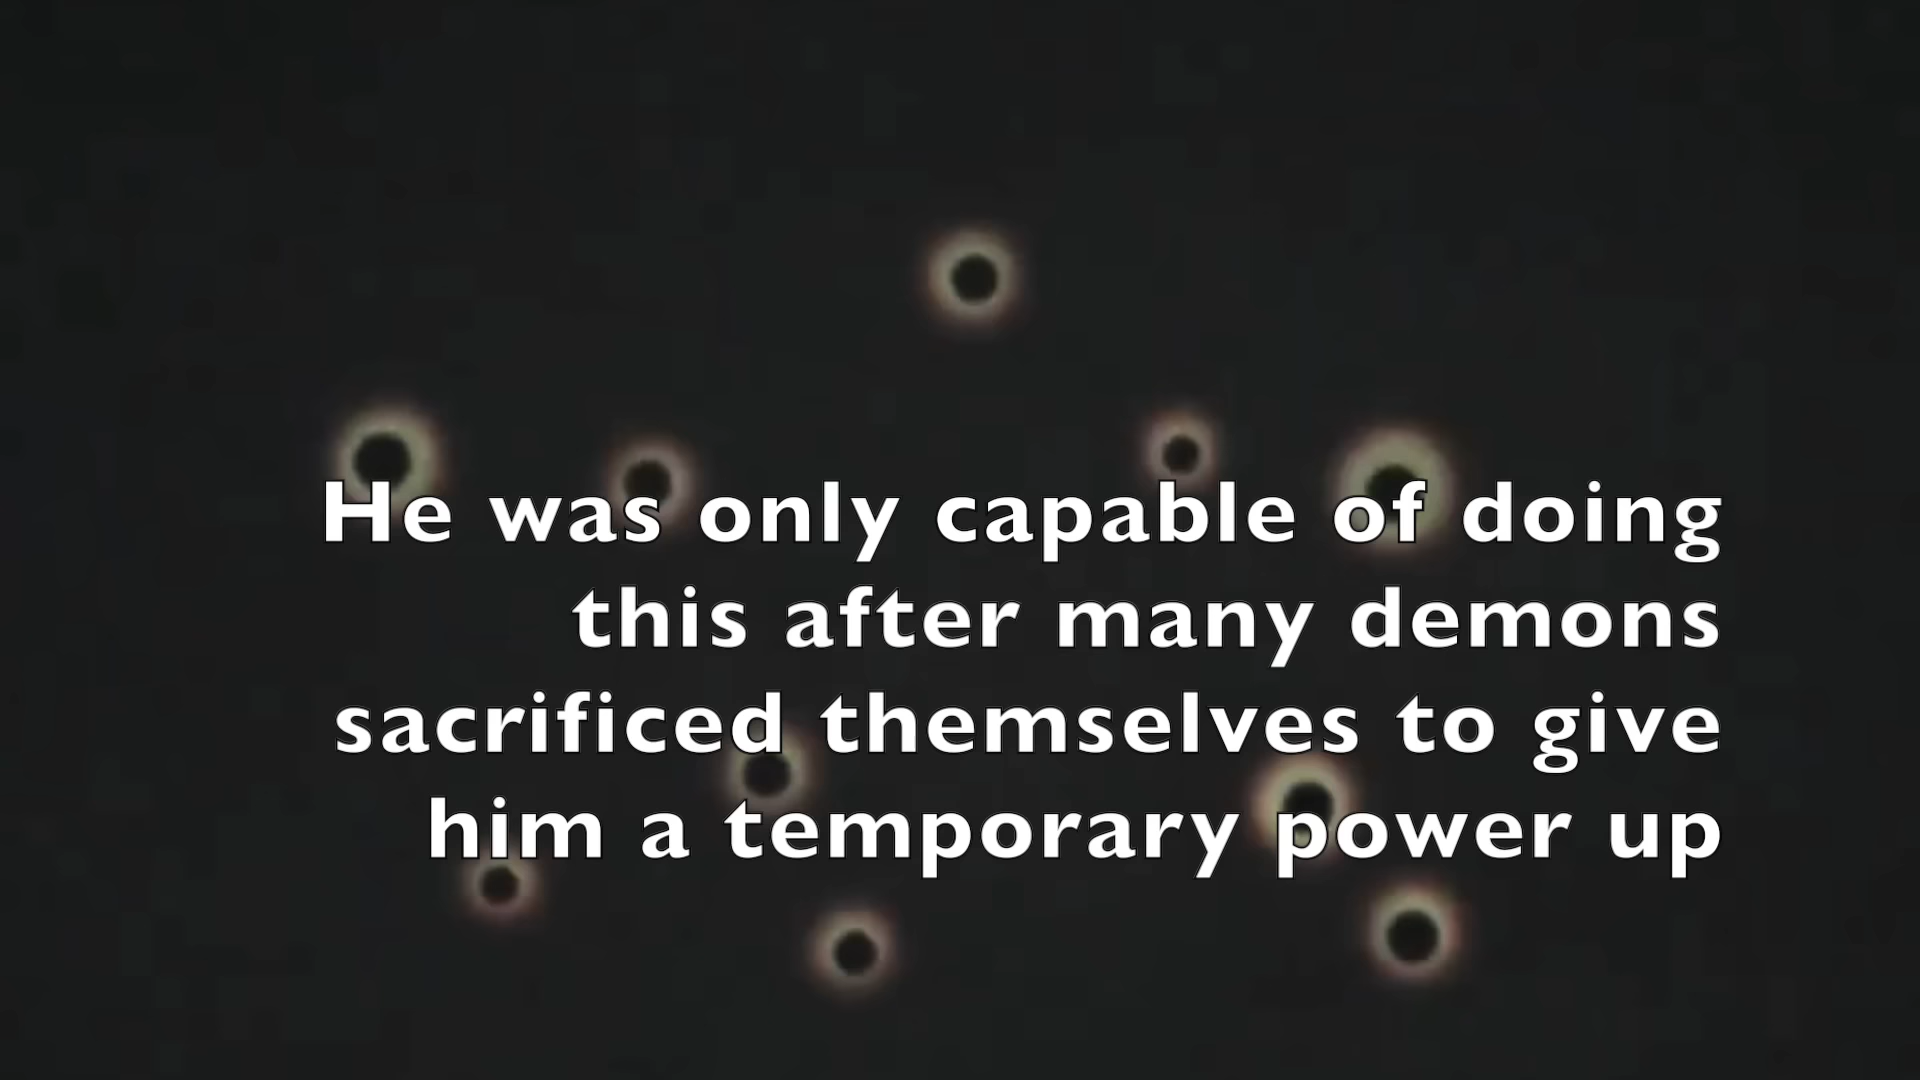 He was only capable of doing
this after many demons
sacrificed themselves to give
him a temporary power up